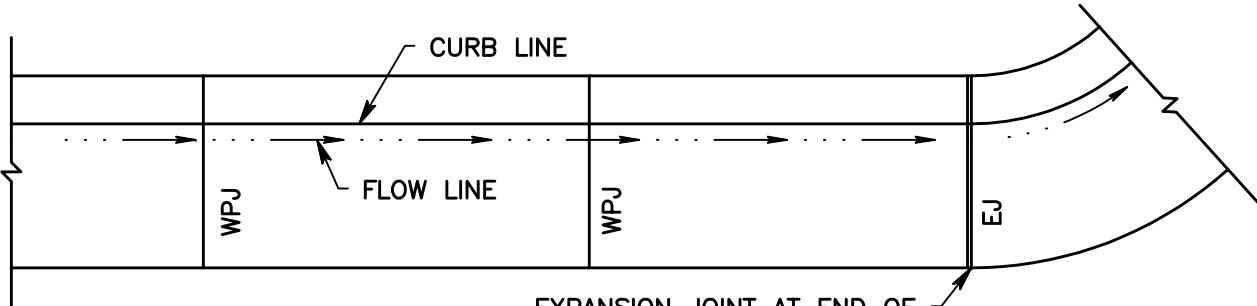 CURB LINE
FLOW LINE
WPJ
WPJ
EJ
EXPANSION JOINT AT END OF